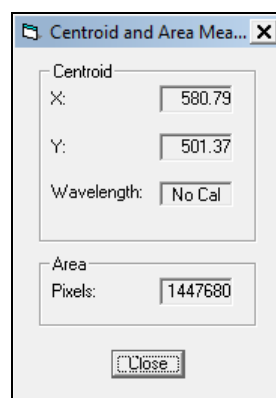 Centroid and Area Mea...
Centroid
X: 580.79
Y: 501.37
Wavelength: No Cal
Area
Pixels: 1447680
Close